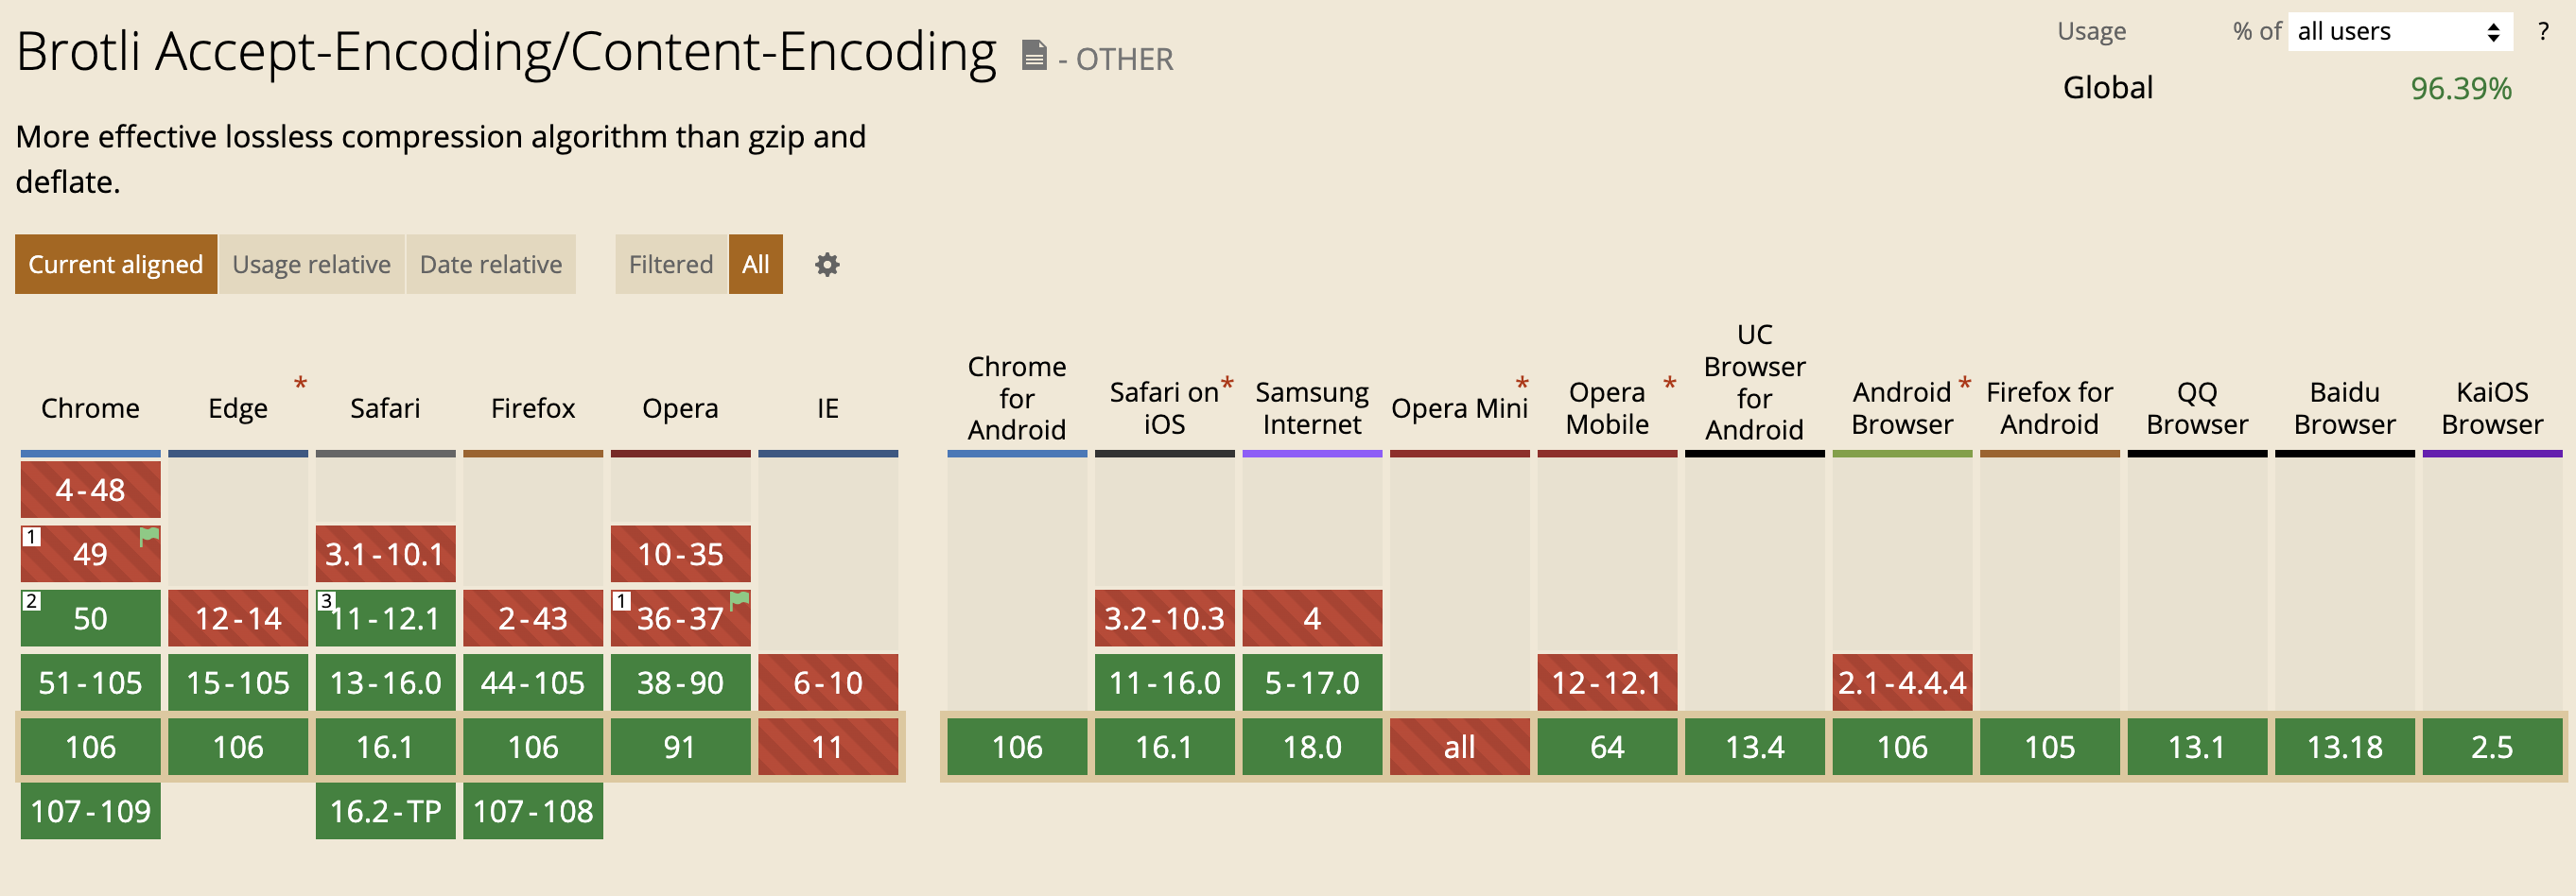 Brotli Accept-Encoding/Content-Encoding - OTHER
Usage % of all users ?
Global 96.39%
More effective lossless compression algorithm than gzip and
deflate.
Current aligned Usage relative Date relative Filtered All
Chrome Edge * Safari Firefox Opera IE
Chrome for Android
Safari on iOS *
Samsung Internet
Opera Mini *
Opera Mobile *
UC Browser for Android
Android Browser *
Firefox for Android
QQ Browser
Baidu Browser
KaiOS Browser
4-48
1 49 3.1-10.1 10-35
2 50 12-14 3 11-12.1 2-43 1 36-37 3.2-10.3 4
51-105 15-105 13-16.0 44-105 38-90 6-10 11-16.0 5-17.0 12-12.1 2.1-4.4.4
106 106 16.1 106 91 11 106 16.1 18.0 all 64 13.4 106 105 13.1 13.18 2.5
107-109 16.2-TP 107-108